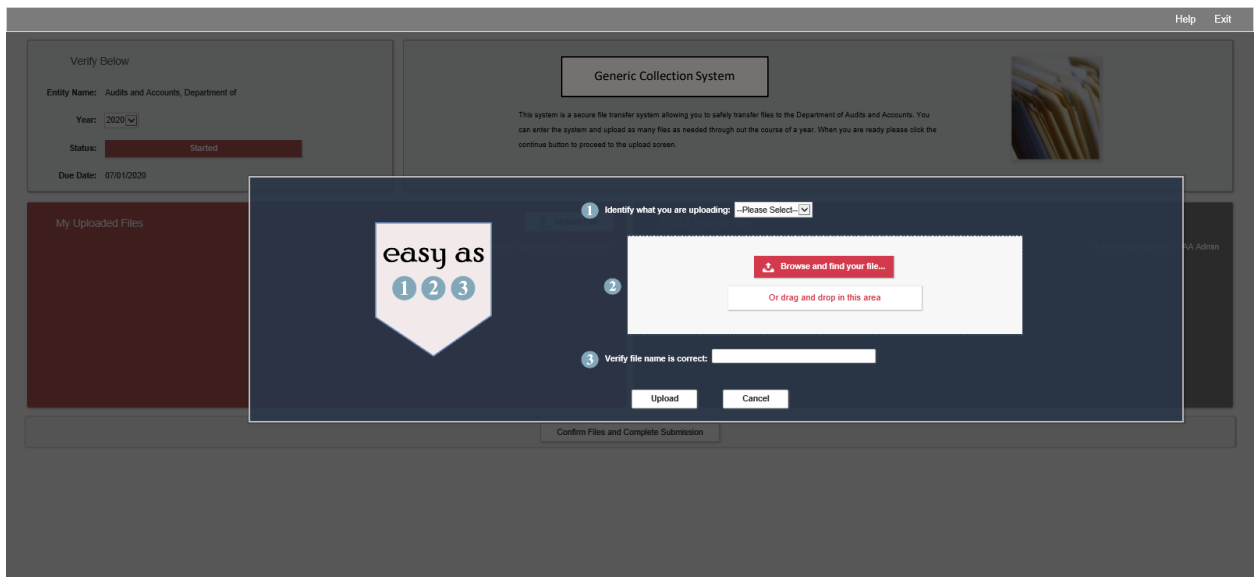 Help Exit
Verify Below
Entity Name: Audits and Accounts, Department of
Year: 2020
Status: Started
Due Date: 07/01/2020
Generic Collection System
This system is a secure file transfer system allowing you to safely transfer files to the Department of Audits and Accounts. You
can enter the system and upload as many files as needed through out the course of a year. When you are ready please click the
continue button to proceed to the upload screen.
My Uploaded Files
AA Admin
easy as
1 2 3
1 Identify what you are uploading: --Please Select--
2
Browse and find your file...
Or drag and drop in this area
3 Verify file name is correct:
Upload Cancel
Confirm Files and Complete Submission